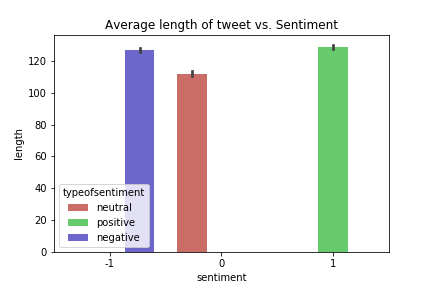 Average length of tweet vs. Sentiment
length
120
100
80
60
40
20
0
typeofsentiment
neutral
positive
negative
-1
0
1
sentiment